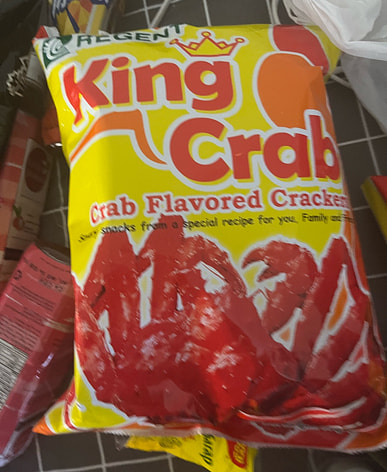 REGENT
King
Crab
Crab Flavored Cracker
snacks from a special recipe for you, Family and